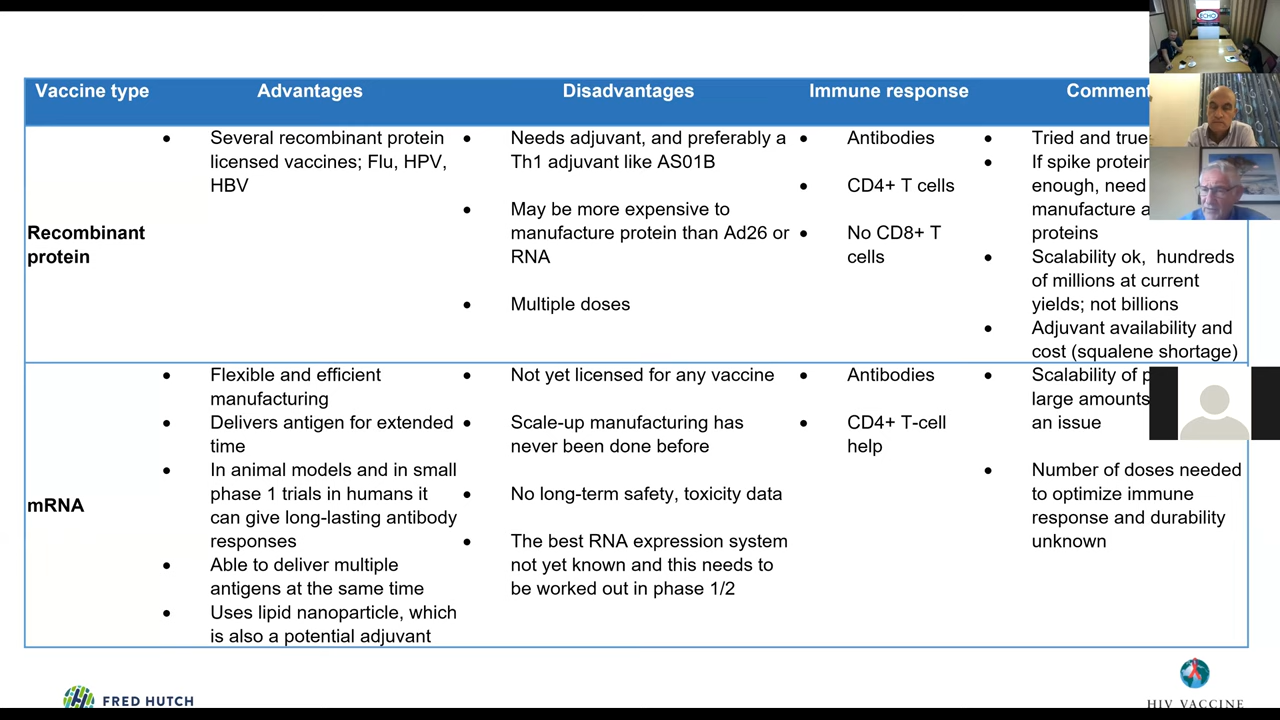 Vaccine type
Advantages
Disadvantages
Immune response
Comment
Recombinant
protein
• Several recombinant protein
licensed vaccines; Flu, HPV,
HBV
• Needs adjuvant, and preferably a
Th1 adjuvant like AS01B
• May be more expensive to
manufacture protein than Ad26 or
RNA
• Multiple doses
• Antibodies
• CD4+ T cells
• No CD8+ T
cells
• Tried and true
• If spike protein
enough, need
manufacture
proteins
• Scalability ok, hundreds
of millions at current
yields; not billions
• Adjuvant availability and
cost (squalene shortage)
mRNA
• Flexible and efficient
manufacturing
• Delivers antigen for extended
time
• In animal models and in small
phase 1 trials in humans it
can give long-lasting antibody
responses
• Able to deliver multiple
antigens at the same time
• Uses lipid nanoparticle, which
is also a potential adjuvant
• Not yet licensed for any vaccine
• Scale-up manufacturing has
never been done before
• No long-term safety, toxicity data
• The best RNA expression system
not yet known and this needs to
be worked out in phase 1/2
• Antibodies
• CD4+ T-cell
help
• Scalability of
large amounts
an issue
• Number of doses needed
to optimize immune
response and durability
unknown
FRED HUTCH
HIV VACCINE